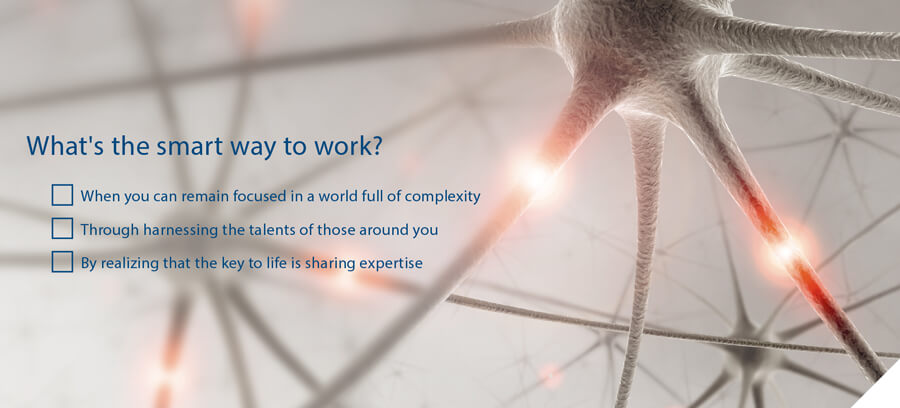 What's the smart way to work?
When you can remain focused in a world full of complexity
Through harnessing the talents of those around you
By realizing that the key to life is sharing expertise